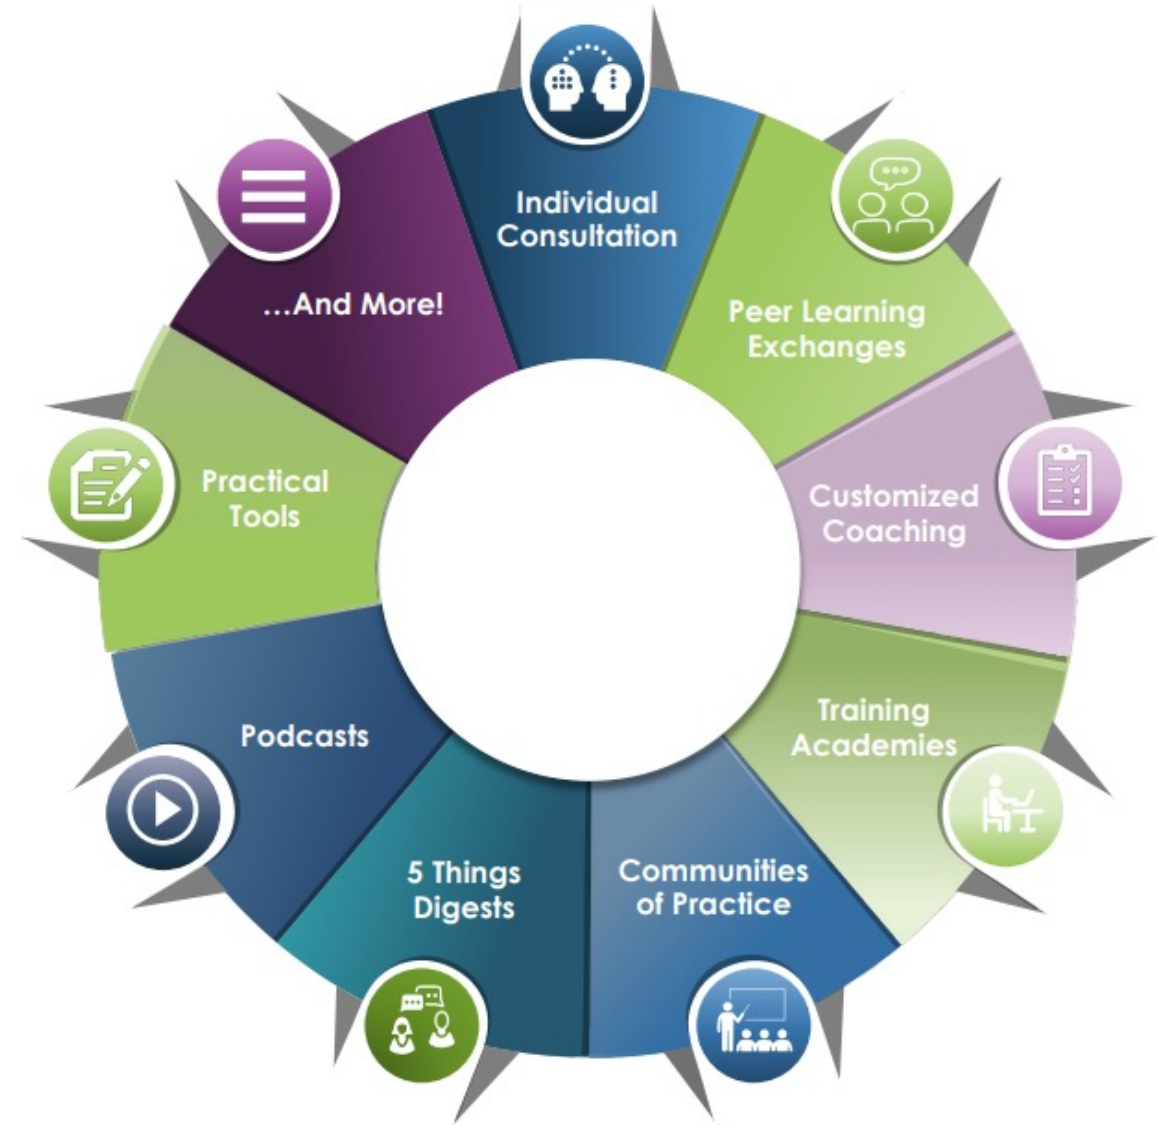 Individual
Consultation
Peer Learning
Exchanges
Customized
Coaching
Training
Academies
Communities
of Practice
5 Things
Digests
Podcasts
Practical
Tools
...And More!